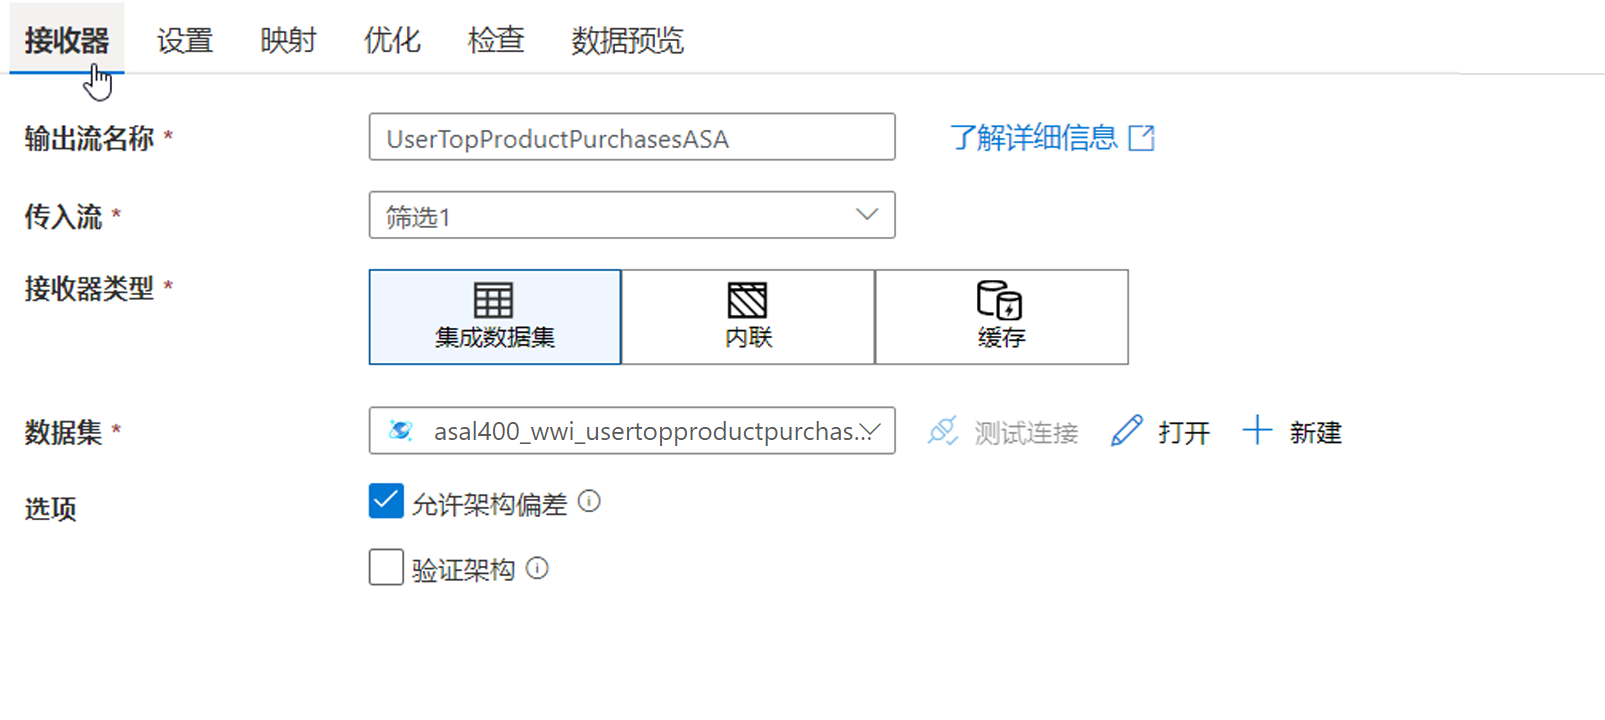 接收器 设置 映射 优化 检查 数据预览
输出流名称 * UserTopProductPurchasesASA 了解详细信息
传入流 * 筛选1
接收器类型 * 集成数据集 内联 缓存
数据集 * asal400_wwi_usertopproductpurchas... 测试连接 打开 新建
选项 允许架构偏差
验证架构